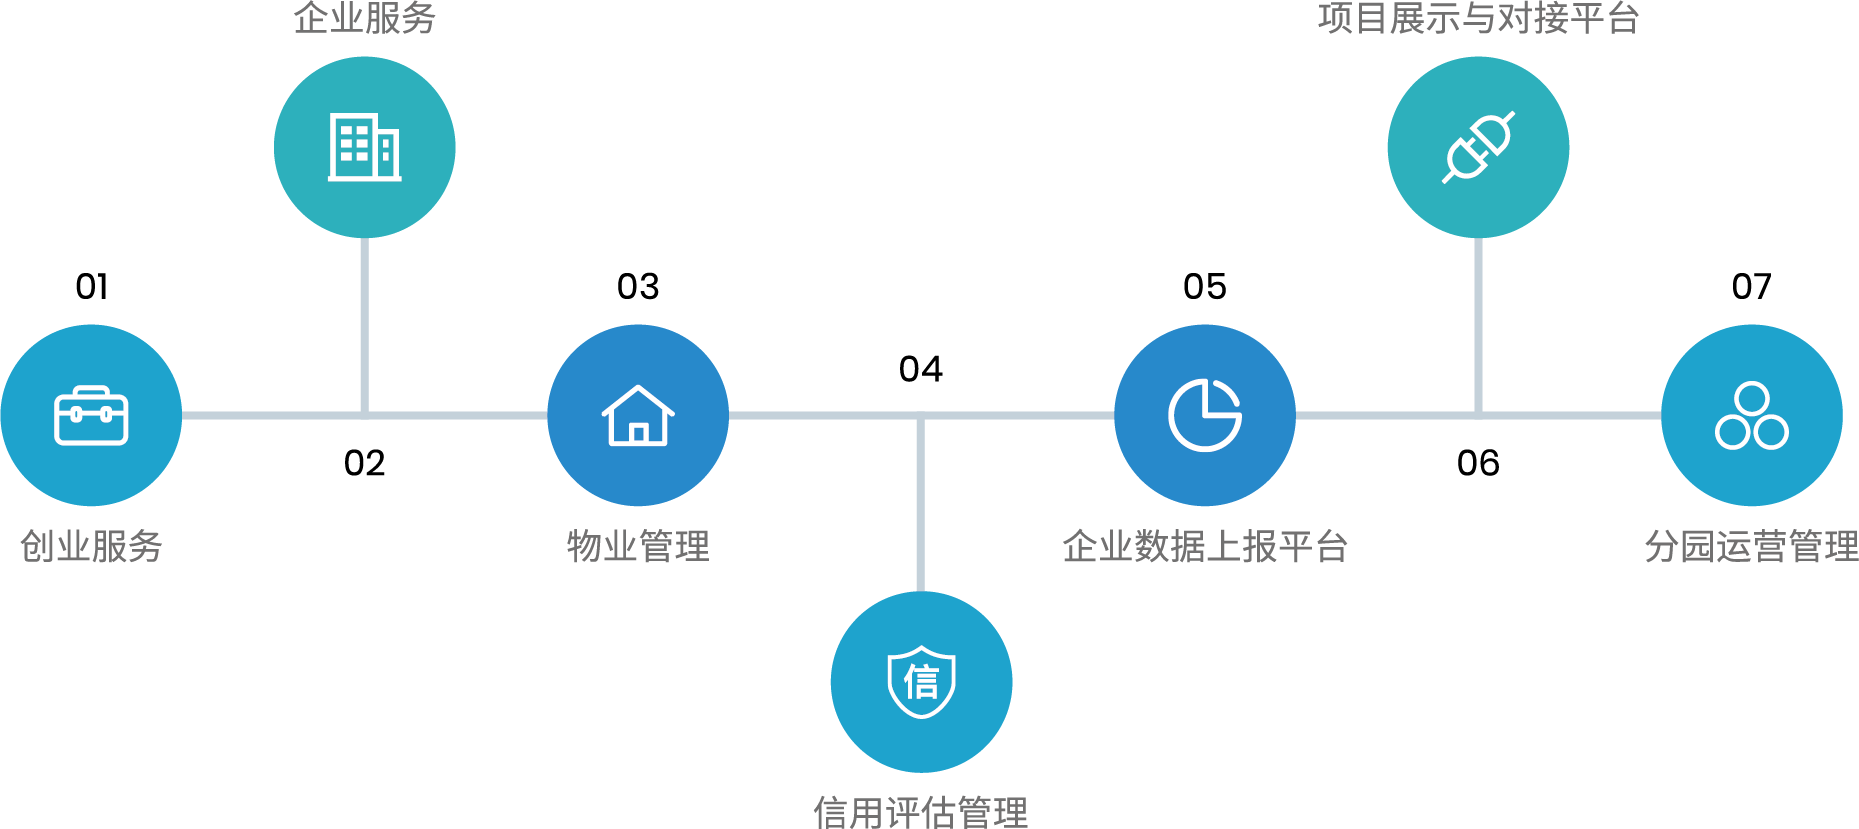 企业服务
项目展示与对接平台
01
03
05
07
04
02
06
创业服务
物业管理
企业数据上报平台
分园运营管理
信
信用评估管理